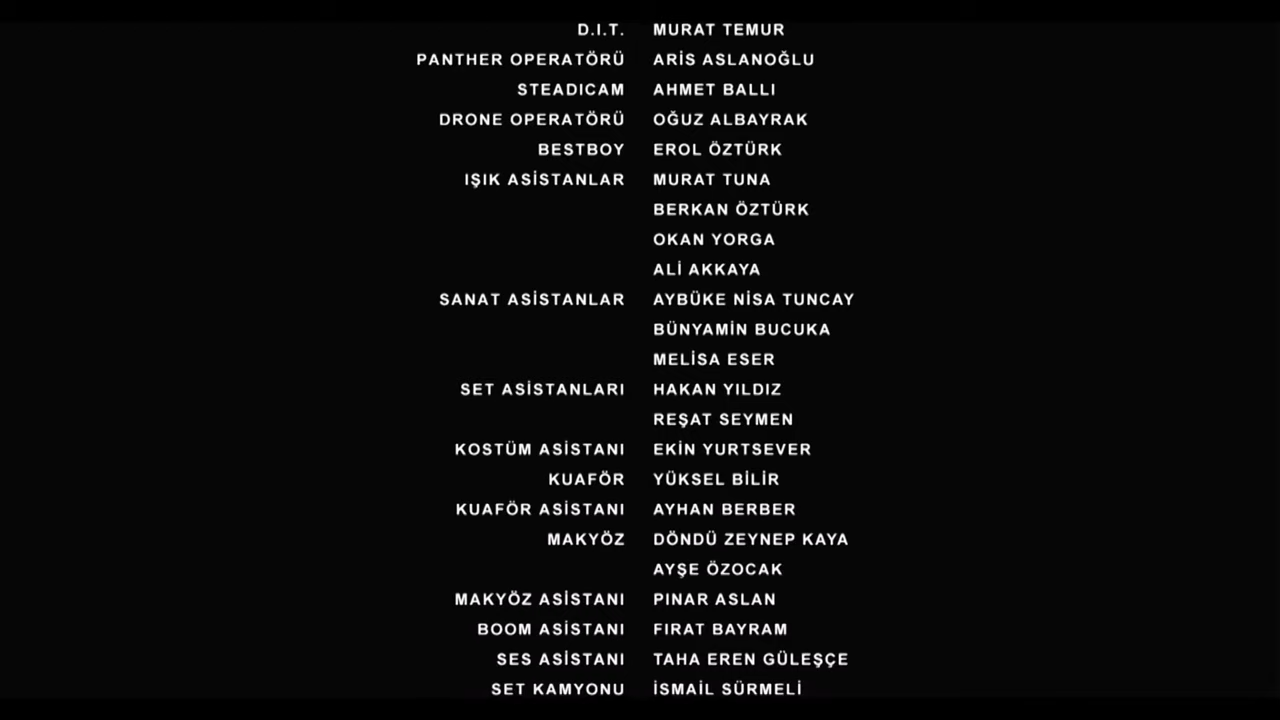 D.I.T. MURAT TEMUR
PANTHER OPERATÖRÜ ARİS ASLANOĞLU
STEADICAM AHMET BALLI
DRONE OPERATÖRÜ OĞUZ ALBAYRAK
BESTBOY EROL ÖZTÜRK
IŞIK ASİSTANLAR MURAT TUNA
BERKAN ÖZTÜRK
OKAN YORGA
ALİ AKKAYA
SANAT ASİSTANLAR AYBÜKE NİSA TUNCAY
BÜNYAMİN BUCUKA
MELİSA ESER
SET ASİSTANLARI HAKAN YILDIZ
REŞAT SEYMEN
KOSTÜM ASİSTANI EKİN YURTSEVER
KUAFÖR YÜKSEL BİLİR
KUAFÖR ASİSTANI AYHAN BERBER
MAKYÖZ DÖNDÜ ZEYNEP KAYA
AYŞE ÖZOCAK
MAKYÖZ ASİSTANI PINAR ASLAN
BOOM ASİSTANI FIRAT BAYRAM
SES ASİSTANI TAHA EREN GÜLEŞÇE
SET KAMYONU İSMAİL SÜRMELİ